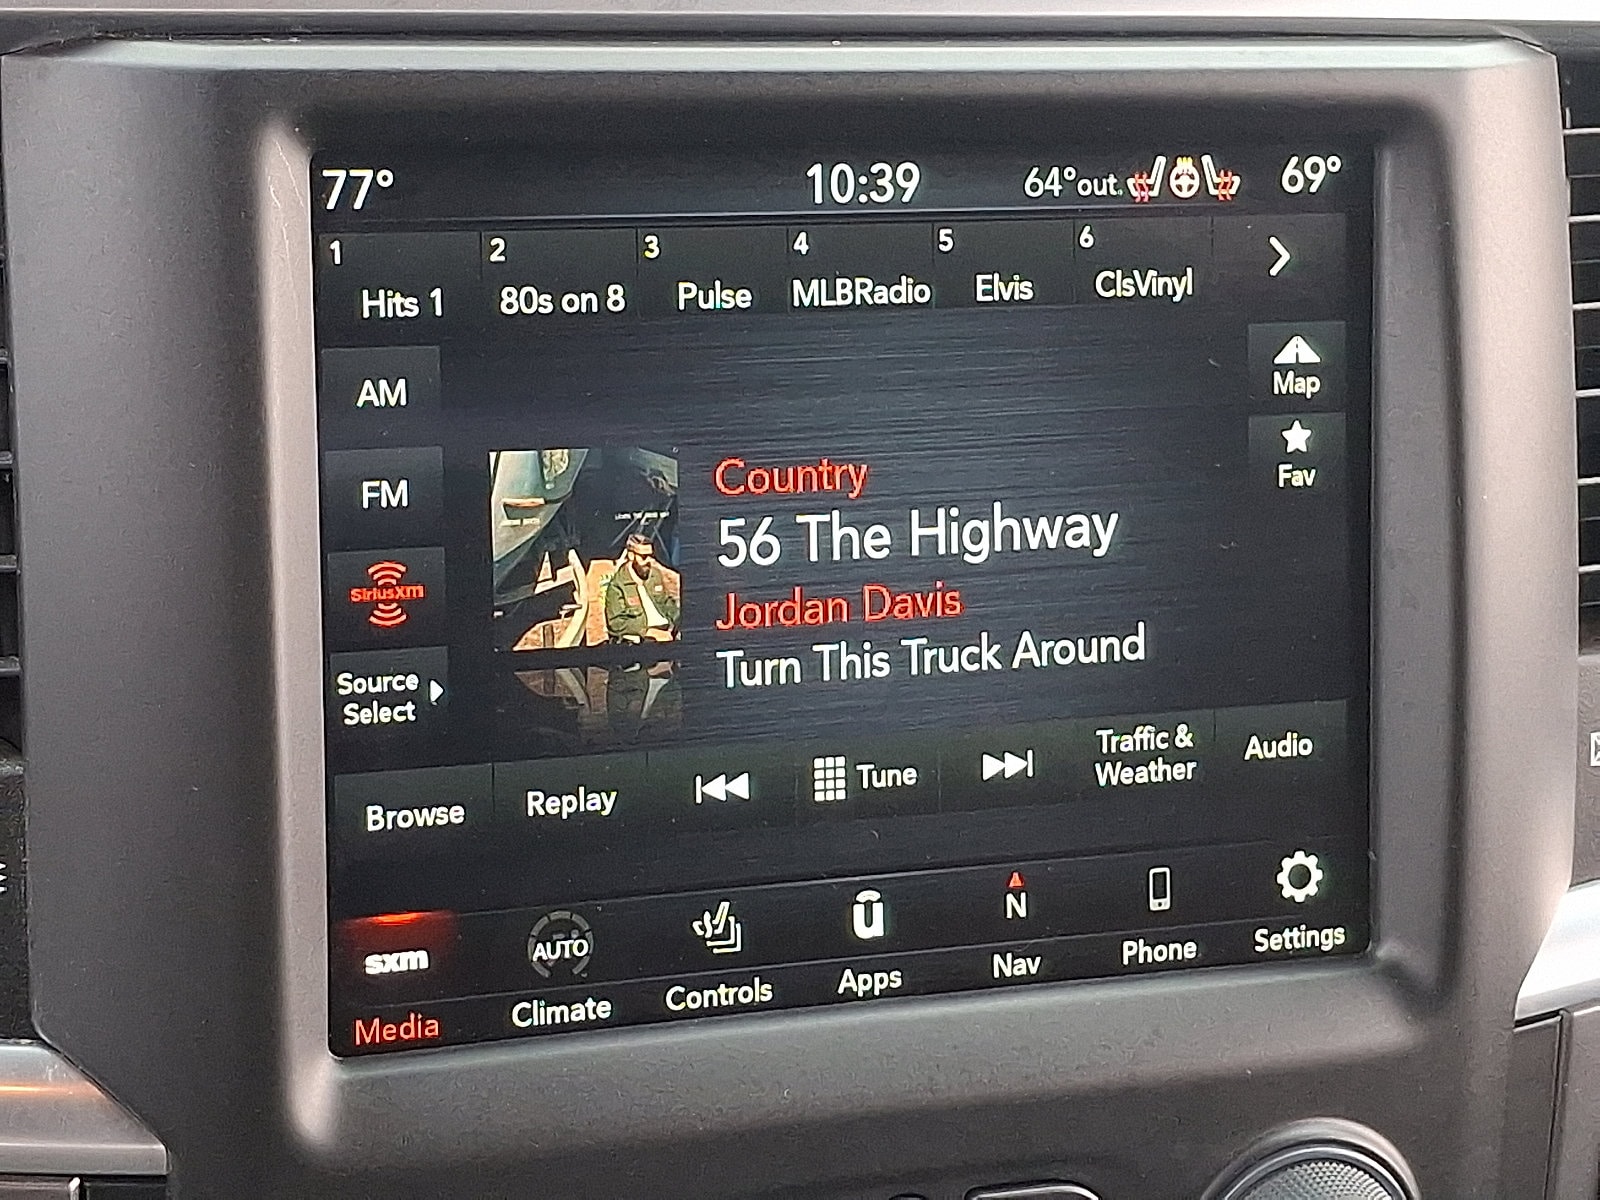 77°
10:39
64°out.
69°
1
2
3
4
5
6
Hits 1
80s on 8
Pulse
MLBRadio
Elvis
ClsVinyl
AM
FM
SiriusXM
Source
Select
Map
Fav
Country
56 The Highway
Jordan Davis
Turn This Truck Around
Browse
Replay
Tune
Traffic &
Weather
Audio
sxm
AUTO
ū
N
Media
Climate
Controls
Apps
Nav
Phone
Settings